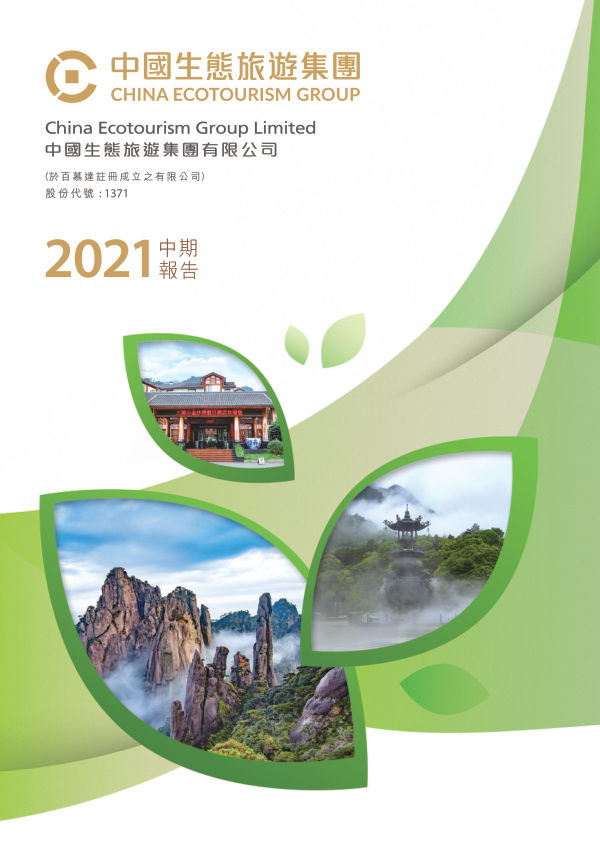 中國生態旅遊集團
CHINA ECOTOURISM GROUP
China Ecotourism Group Limited
中國生態旅遊集團有限公司
(於百慕達註冊成立之有限公司)
股份代號 : 1371
2021 中期
報告